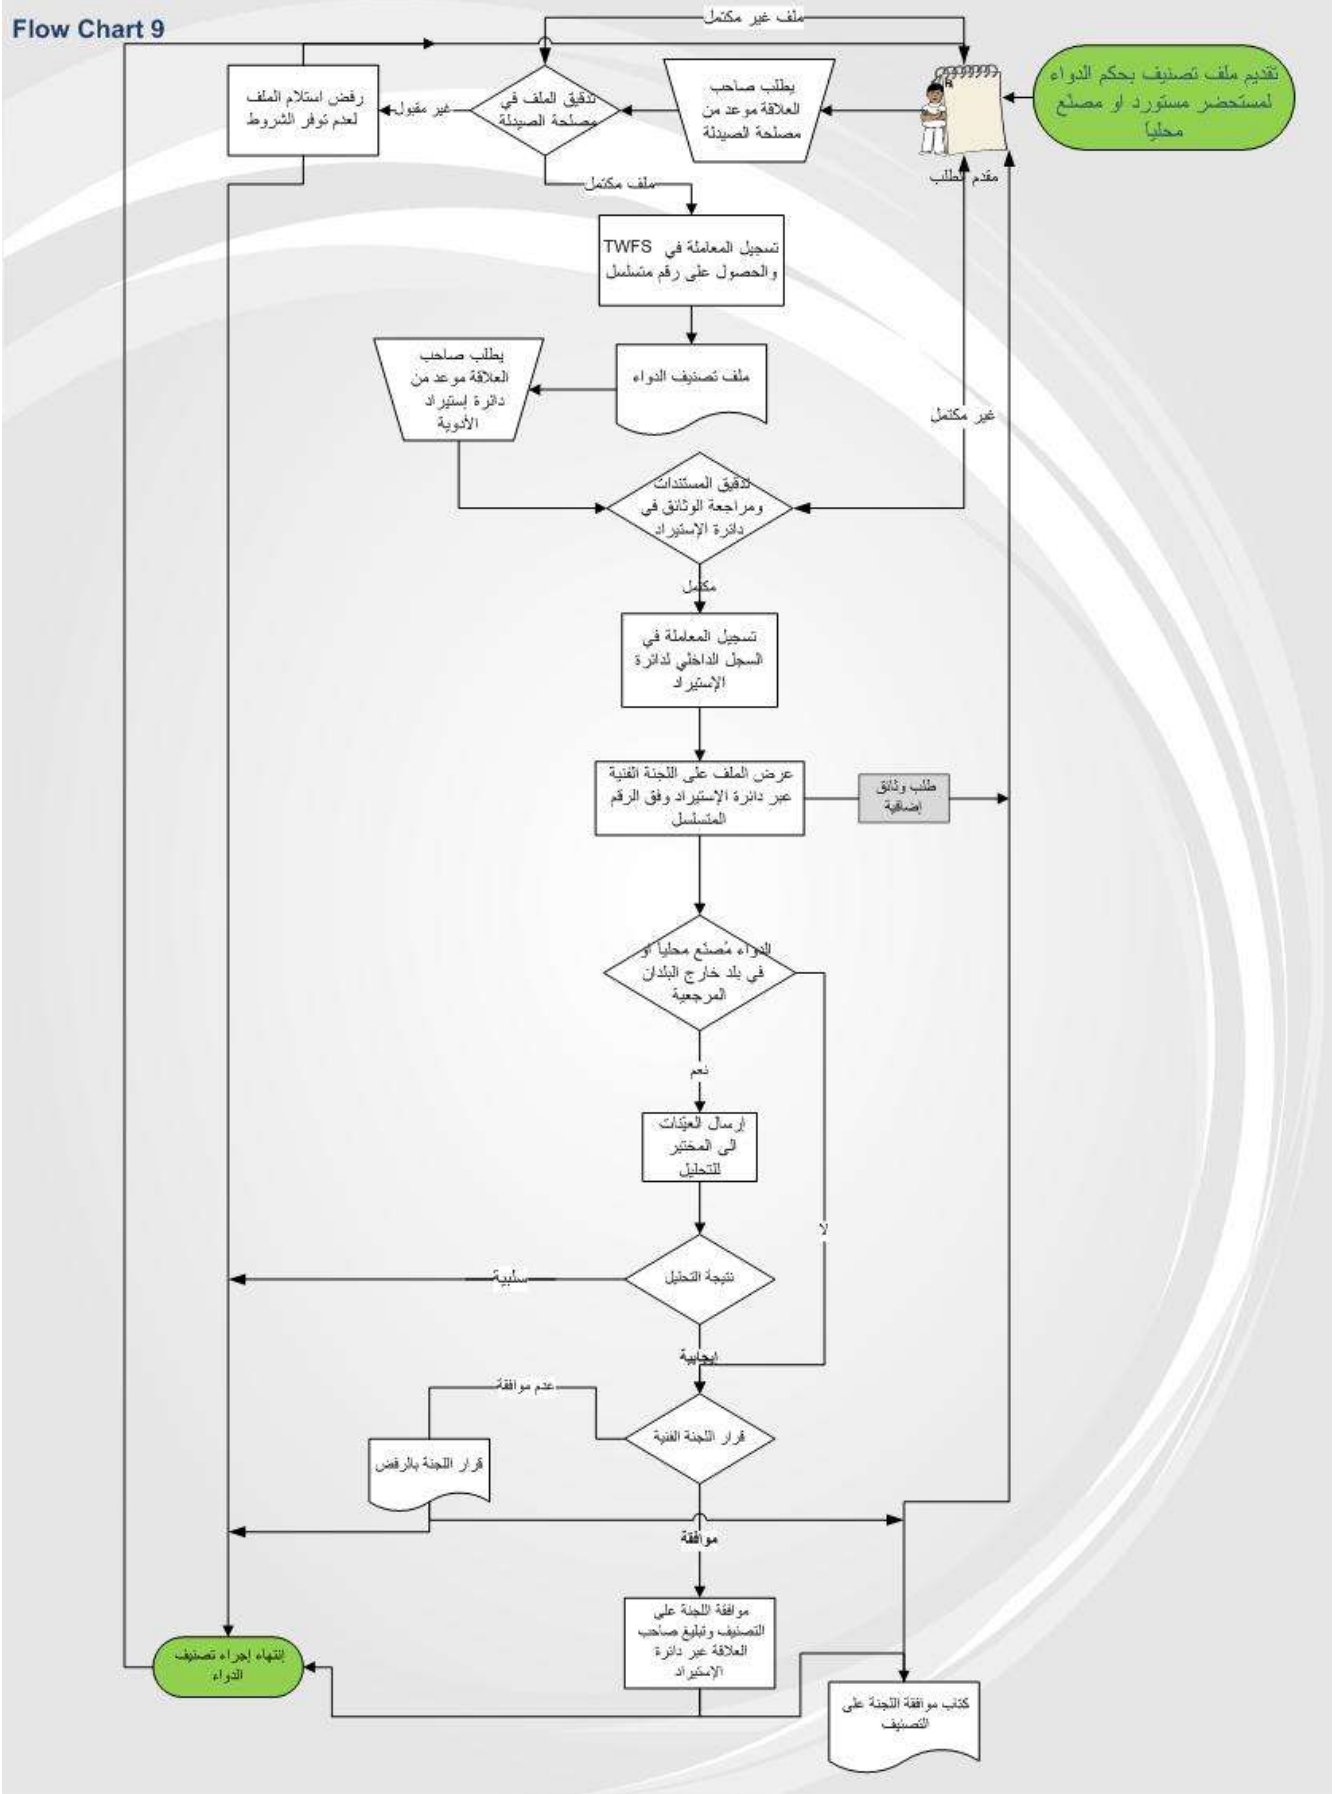 Flow Chart 9
ملف غير مكتمل
تقديم ملف تصنيف بحكم الدواء
لمستحضر مستورد او مصنّع
محلياً
مقدم الطلب
يطلب صاحب
العلاقة موعد من
مصلحة الصيدلة
تدقيق الملف في
مصلحة الصيدلة
غير مقبول
رفض استلام الملف
لعدم توفر الشروط
ملف مكتمل
تسجيل المعاملة في TWFS
والحصول على رقم متسلسل
ملف تصنيف الدواء
يطلب صاحب
العلاقة موعد من
دائرة إستيراد
الأدوية
غير مكتمل
تدقيق المستندات
ومراجعة الوثائق في
دائرة الإستيراد
مكتمل
تسجيل المعاملة في
السجل الداخلي لدائرة
الإستيراد
عرض الملف على اللجنة الفنية
عبر دائرة الإستيراد وفق الرقم
المتسلسل
طلب وثائق
إضافية
الدواء مُصنّع محلياً او
في بلد خارج البلدان
المرجعية
نعم
لا
إرسال العيّنات
الى المختبر
للتحليل
نتيجة التحليل
سلبية
إيجابية
قرار اللجنة الفنية
عدم موافقة
قرار اللجنة بالرفض
موافقة
موافقة اللجنة على
التصنيف وتبليغ صاحب
العلاقة عبر دائرة
الإستيراد
إنتهاء إجراء تصنيف
الدواء
كتاب موافقة اللجنة على
التصنيف